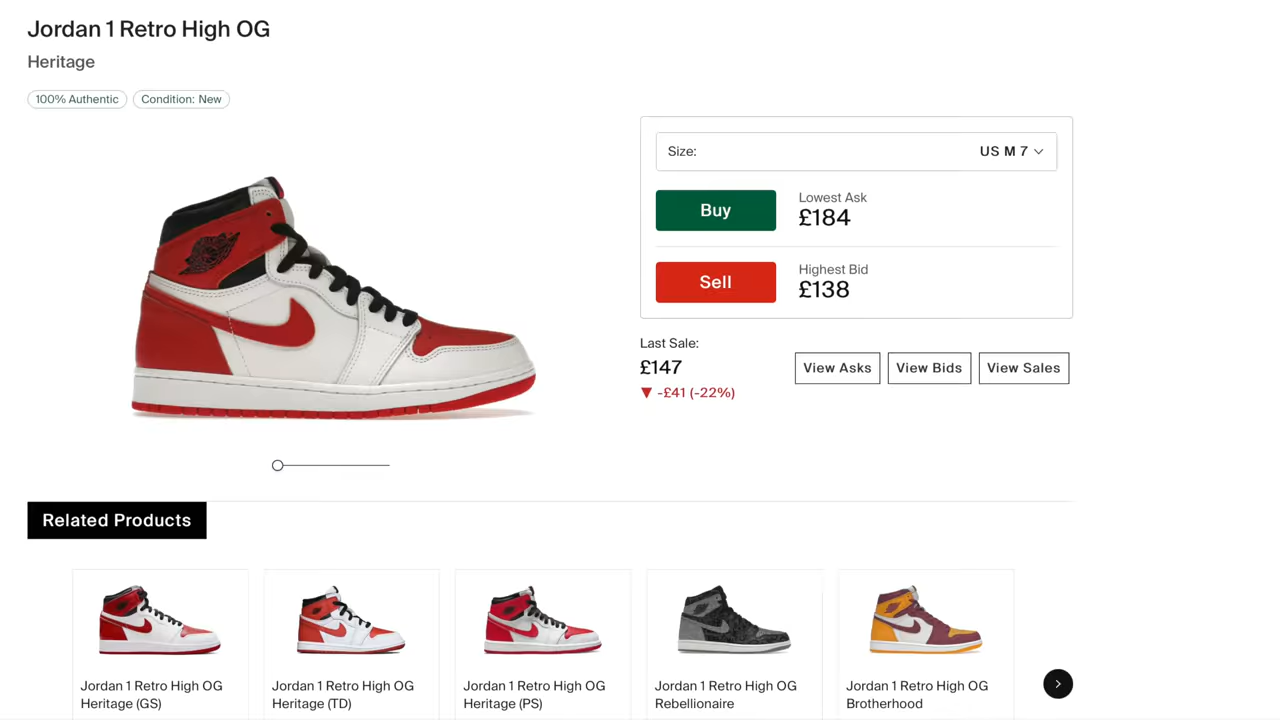 Jordan 1 Retro High OG
Heritage
100% Authentic
Condition: New
Size:
US M 7
Buy
Lowest Ask
£184
Sell
Highest Bid
£138
Last Sale:
£147
-£41 (-22%)
View Asks
View Bids
View Sales
Related Products
Jordan 1 Retro High OG
Heritage (GS)
Jordan 1 Retro High OG
Heritage (TD)
Jordan 1 Retro High OG
Heritage (PS)
Jordan 1 Retro High OG
Rebellionaire
Jordan 1 Retro High OG
Brotherhood